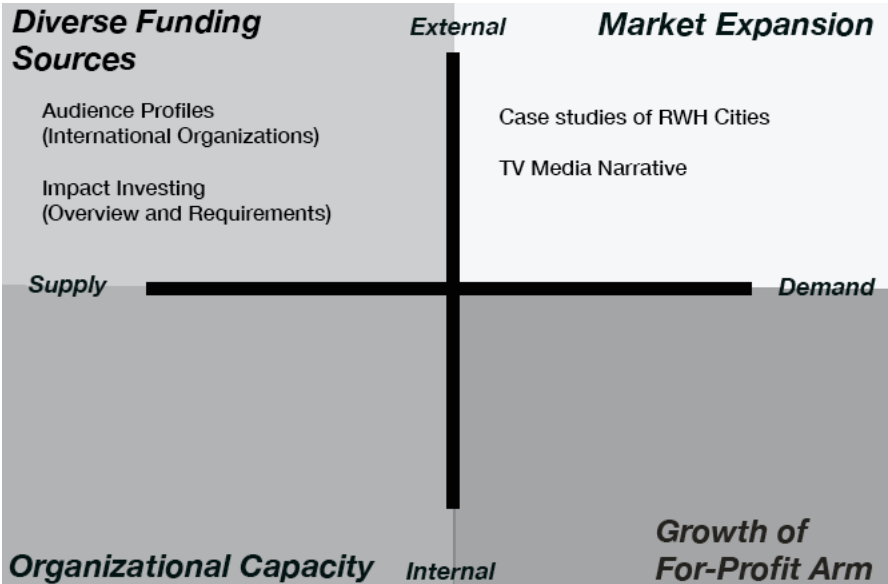 Diverse Funding
Sources
External
Market Expansion
Audience Profiles
(International Organizations)
Impact Investing
(Overview and Requirements)
Case studies of RWH Cities
TV Media Narrative
Supply
Demand
Organizational Capacity
Internal
Growth of
For-Profit Arm